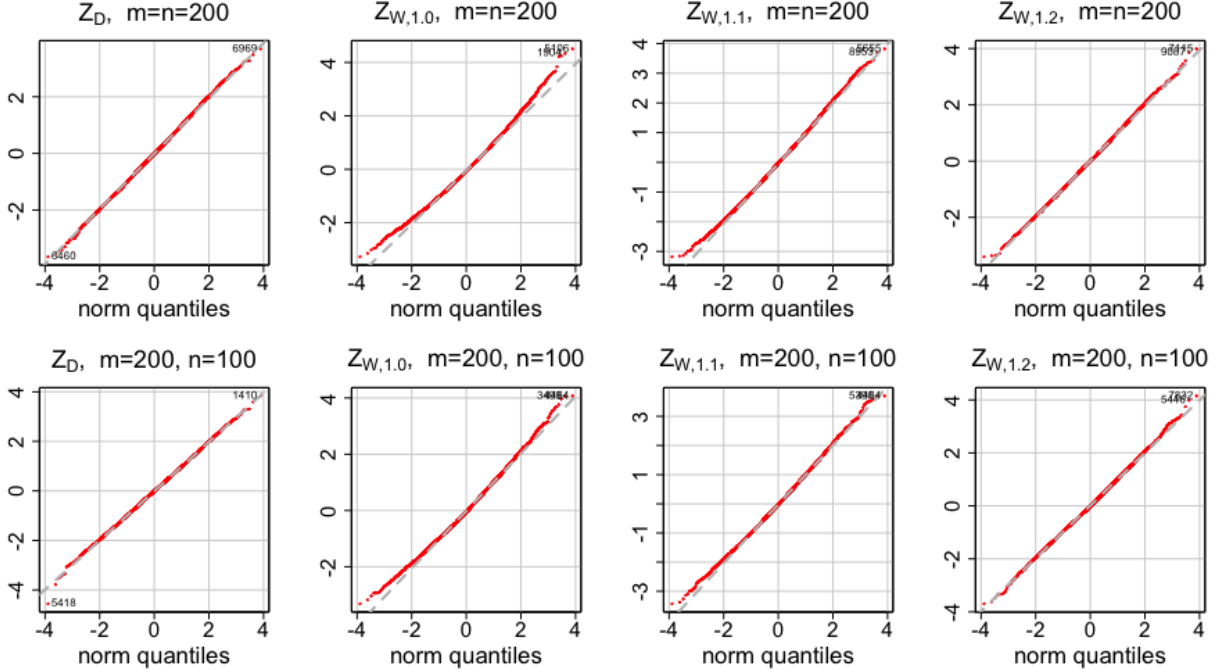 Z_D, m=n=200
Z_W,1.0, m=n=200
Z_W,1.1, m=n=200
Z_W,1.2, m=n=200
6969
8953
2
0
-2
6460
4
2
0
-2
4
3
2
1
-1
-3
4
2
0
-2
-4 -2 0 2 4
-4 -2 0 2 4
-4 -2 0 2 4
-4 -2 0 2 4
norm quantiles
norm quantiles
norm quantiles
norm quantiles
Z_D, m=200, n=100
Z_W,1.0, m=200, n=100
Z_W,1.1, m=200, n=100
Z_W,1.2, m=200, n=100
1410
5446
4
2
0
-2
-4
5418
4
2
0
-2
3
1
-1
-3
4
2
0
-2
-4
-4 -2 0 2 4
-4 -2 0 2 4
-4 -2 0 2 4
-4 -2 0 2 4
norm quantiles
norm quantiles
norm quantiles
norm quantiles